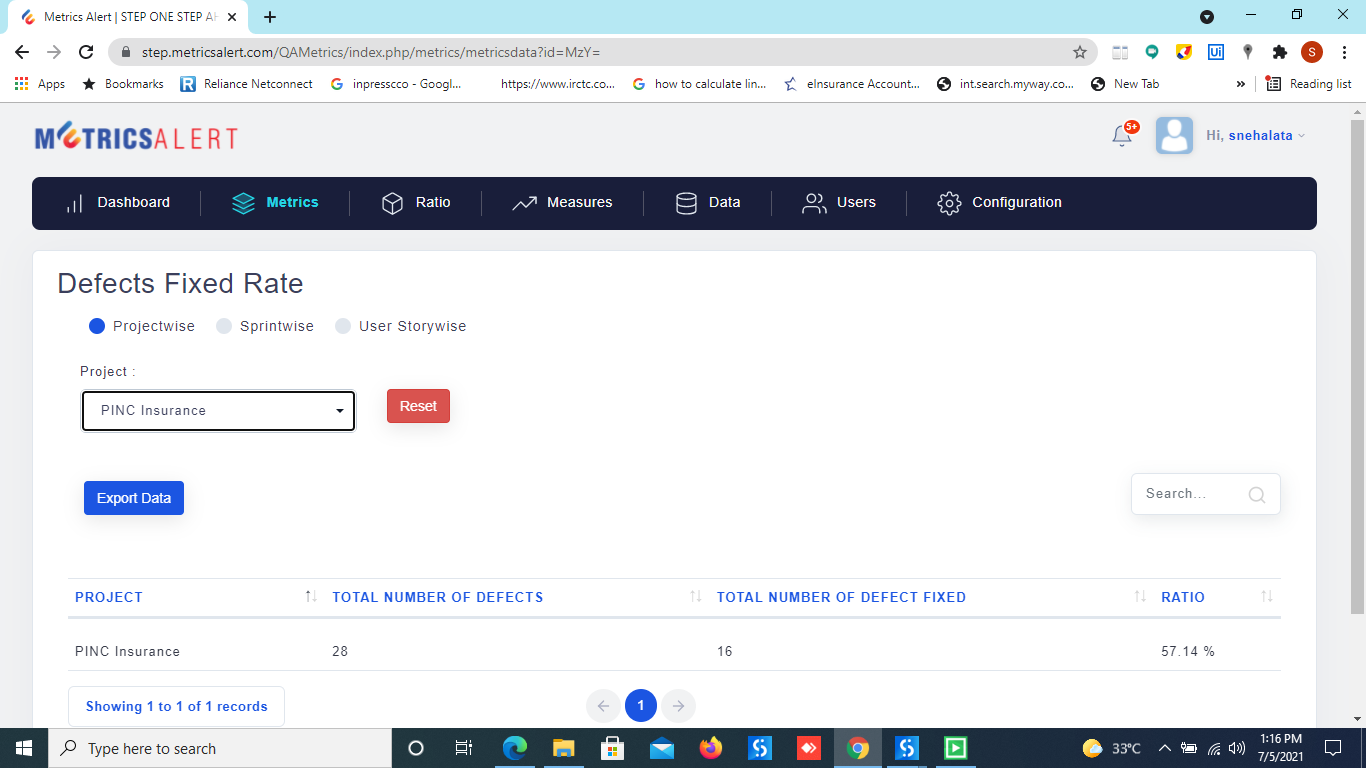 Metrics Alert | STEP ONE STEP AH
step.metricsalert.com/QAMetrics/index.php/metrics/metricsdata?id=MzY=
S
Apps Bookmarks Reliance Netconnect inpresscco - Googl... https://www.irctc.co... how to calculate lin... eInsurance Account... int.search.myway.co... New Tab » Reading list
METRICSALERT
5+
Hi, snehalata
Dashboard Metrics Ratio Measures Data Users Configuration
Defects Fixed Rate
Projectwise Sprintwise User Storywise
Project :
PINC Insurance
Reset
Export Data
Search...
PROJECT TOTAL NUMBER OF DEFECTS TOTAL NUMBER OF DEFECT FIXED RATIO
PINC Insurance 28 16 57.14 %
Showing 1 to 1 of 1 records
1
Type here to search
33°C
1:16 PM
7/5/2021